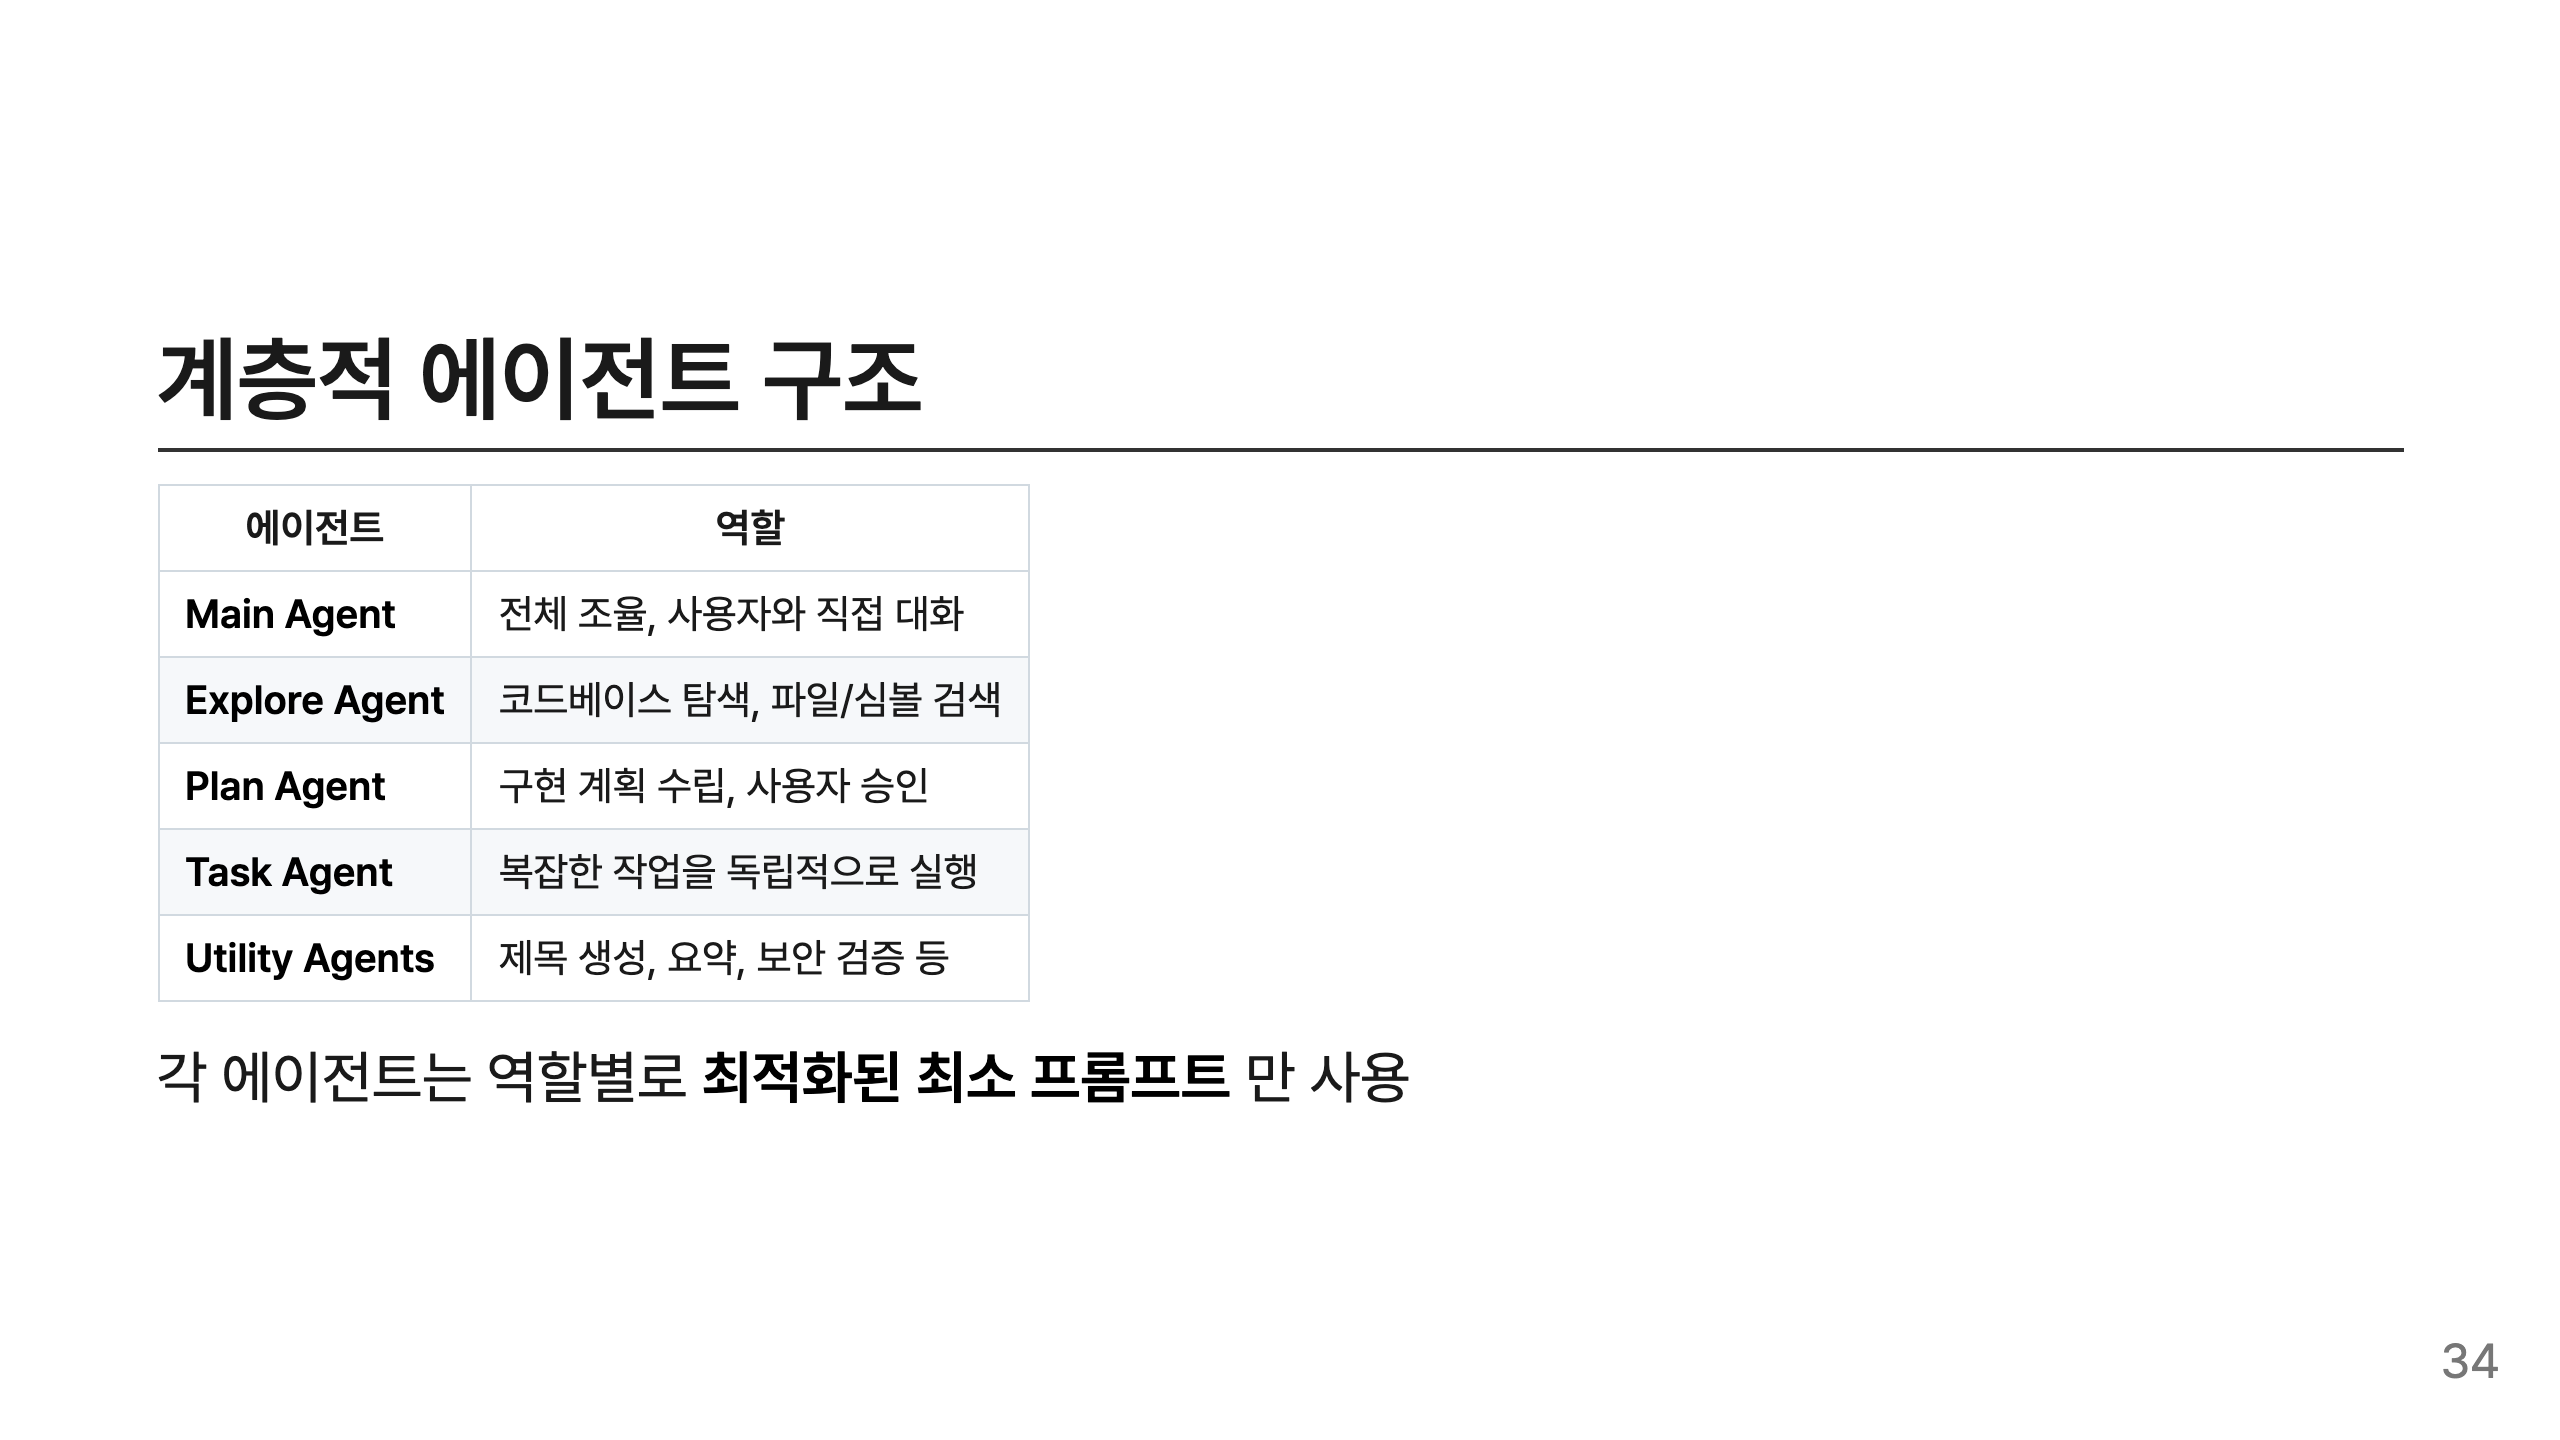 계층적 에이전트 구조
에이전트 역할
Main Agent 전체 조율, 사용자와 직접 대화
Explore Agent 코드베이스 탐색, 파일/심볼 검색
Plan Agent 구현 계획 수립, 사용자 승인
Task Agent 복잡한 작업을 독립적으로 실행
Utility Agents 제목 생성, 요약, 보안 검증 등
각 에이전트는 역할별로 최적화된 최소 프롬프트 만 사용
34